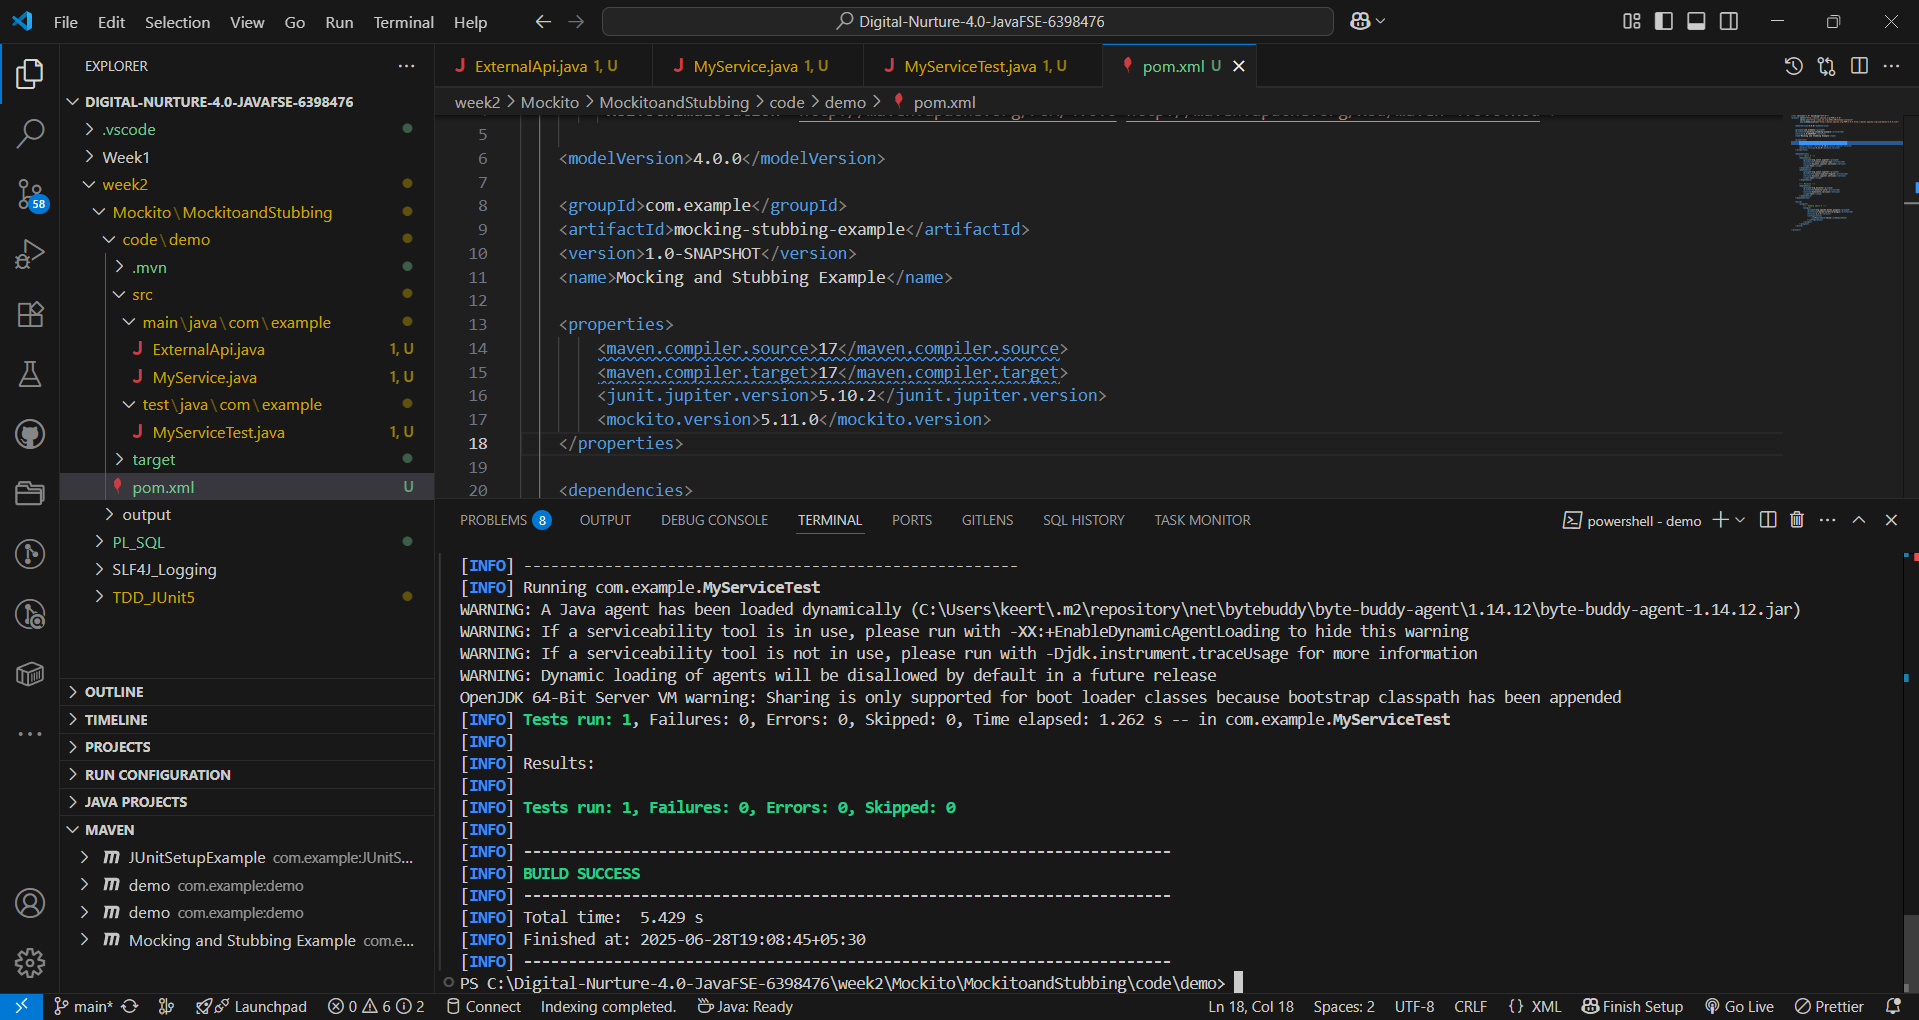 File Edit Selection View Go Run Terminal Help
Digital-Nurture-4.0-JavaFSE-6398476
EXPLORER
DIGITAL-NURTURE-4.0-JAVAFSE-6398476
.vscode
Week1
week2
Mockito\MockitoandStubbing
code\demo
.mvn
src
main\java\com\example
ExternalApi.java 1, U
MyService.java 1, U
test\java\com\example
MyServiceTest.java 1, U
target
pom.xml U
output
PL_SQL
SLF4J_Logging
TDD_JUnit5
OUTLINE
TIMELINE
PROJECTS
RUN CONFIGURATION
JAVA PROJECTS
MAVEN
JUnitSetupExample com.example:JUnitS...
demo com.example:demo
demo com.example:demo
Mocking and Stubbing Example com.e...
58
ExternalApi.java 1, U MyService.java 1, U MyServiceTest.java 1, U pom.xml U
week2 > Mockito > MockitoandStubbing > code > demo > pom.xml
5
6 <modelVersion>4.0.0</modelVersion>
7
8 <groupId>com.example</groupId>
9 <artifactId>mocking-stubbing-example</artifactId>
10 <version>1.0-SNAPSHOT</version>
11 <name>Mocking and Stubbing Example</name>
12
13 <properties>
14 <maven.compiler.source>17</maven.compiler.source>
15 <maven.compiler.target>17</maven.compiler.target>
16 <junit.jupiter.version>5.10.2</junit.jupiter.version>
17 <mockito.version>5.11.0</mockito.version>
18 </properties>
19
20 <dependencies>
PROBLEMS 8 OUTPUT DEBUG CONSOLE TERMINAL PORTS GITLENS SQL HISTORY TASK MONITOR
powershell - demo
[INFO] -------------------------------------------------------
[INFO] Running com.example.MyServiceTest
WARNING: A Java agent has been loaded dynamically (C:\Users\keert\.m2\repository\net\bytebuddy\byte-buddy-agent\1.14.12\byte-buddy-agent-1.14.12.jar)
WARNING: If a serviceability tool is in use, please run with -XX:+EnableDynamicAgentLoading to hide this warning
WARNING: If a serviceability tool is not in use, please run with -Djdk.instrument.traceUsage for more information
WARNING: Dynamic loading of agents will be disallowed by default in a future release
OpenJDK 64-Bit Server VM warning: Sharing is only supported for boot loader classes because bootstrap classpath has been appended
[INFO] Tests run: 1, Failures: 0, Errors: 0, Skipped: 0, Time elapsed: 1.262 s -- in com.example.MyServiceTest
[INFO]
[INFO] Results:
[INFO]
[INFO] Tests run: 1, Failures: 0, Errors: 0, Skipped: 0
[INFO]
[INFO] ------------------------------------------------------------------------
[INFO] BUILD SUCCESS
[INFO] ------------------------------------------------------------------------
[INFO] Total time:  5.429 s
[INFO] Finished at: 2025-06-28T19:08:45+05:30
[INFO] ------------------------------------------------------------------------
PS C:\Digital-Nurture-4.0-JavaFSE-6398476\week2\Mockito\MockitoandStubbing\code\demo>
main* Launchpad 0 6 2 Connect Indexing completed. Java: Ready Ln 18, Col 18 Spaces: 2 UTF-8 CRLF {} XML Finish Setup Go Live Prettier